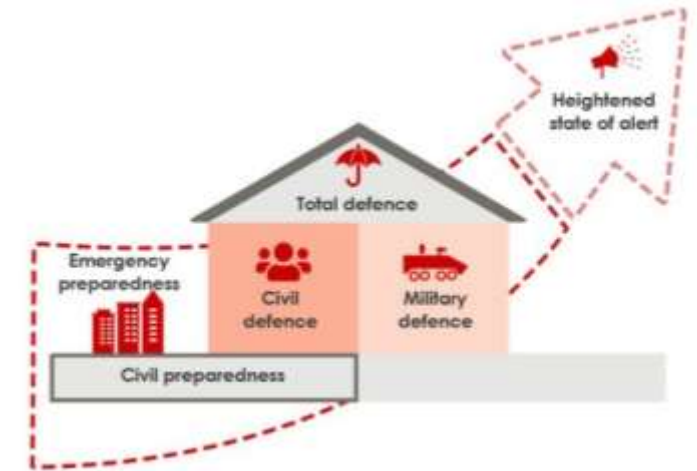 Heightened
state of alert
Total defence
Emergency
preparedness
Civil
defence
Military
defence
Civil preparedness